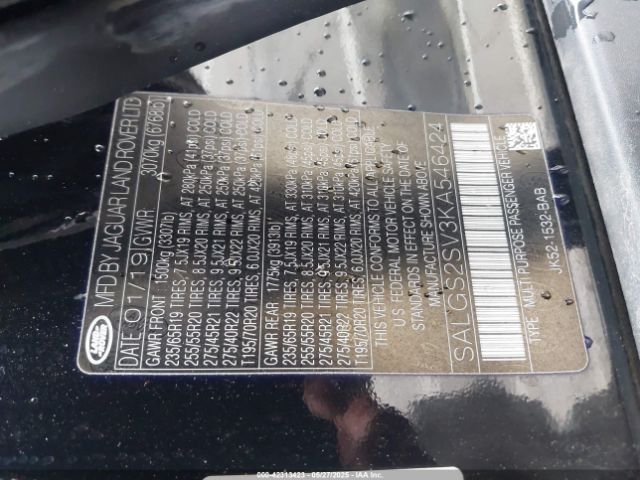 MFD BY JAGUAR LAND ROVER LTD
DATE 01/19 GVWR 3070kg (6768lb)
GAWR FRONT 1500kg (3307lb)
235/65R19 TIRES, 7.5JX19 RIMS, AT 280kPa (41psi) COLD
255/55R20 TIRES, 8.5JX20 RIMS, AT 250kPa (37psi) COLD
275/45R21 TIRES, 9.5JX21 RIMS, AT 250kPa (37psi) COLD
275/40R22 TIRES, 9.5JX22 RIMS, AT 250kPa (37psi) COLD
T195/70R20 TIRES, 6.0JX20 RIMS, AT 420kPa (61psi) COLD
GAWR REAR 1775kg (3913lb)
235/65R19 TIRES, 7.5JX19 RIMS, AT COLD
255/55R20 TIRES, 8.5JX20 RIMS, AT 310kPa (45psi) COLD
275/45R21 TIRES, 9.5JX21 RIMS, AT 310kPa (45psi) COLD
275/40R22 TIRES, 9.5JX22 RIMS, AT 310kPa (45psi) COLD
T195/70R20 TIRES, 6.0JX20 RIMS, AT 420kPa (61psi) COLD
THIS VEHICLE CONFORMS TO ALL APPLICABLE
U.S. FEDERAL MOTOR VEHICLE SAFETY
STANDARDS IN EFFECT ON THE DATE OF
MANUFACTURE SHOWN ABOVE
SALGS2SV3KA546424
TYPE: MULTI PURPOSE PASSENGER VEHICLE
JK52-1532-BAB
LAND ROVER
000-42313423 - 05/27/2025 -